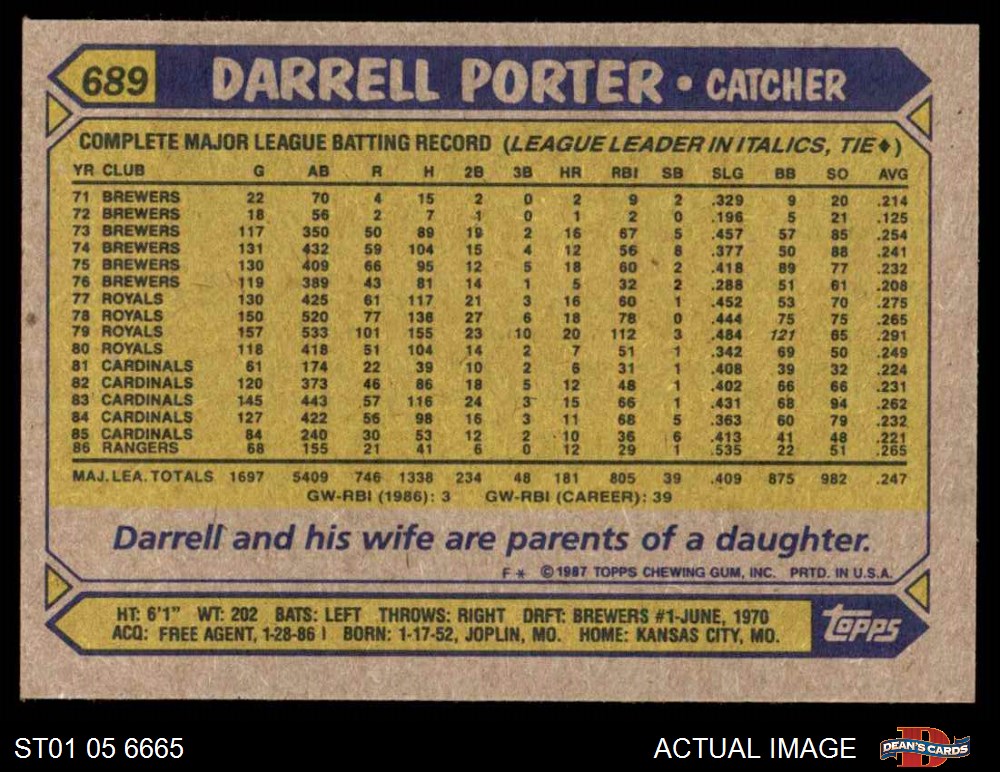 689 DARRELL PORTER • CATCHER
COMPLETE MAJOR LEAGUE BATTING RECORD (LEAGUE LEADER IN ITALICS, TIE♦)
YR CLUB G AB R H 2B 3B HR RBI SB SLG BB SO AVG
71 BREWERS 22 70 4 15 2 0 2 9 2 .329 9 20 .214
72 BREWERS 18 56 2 7 1 0 1 2 0 .196 5 21 .125
73 BREWERS 117 350 50 89 19 2 16 67 5 .457 57 85 .254
74 BREWERS 131 432 59 104 15 4 12 56 8 .377 50 88 .241
75 BREWERS 130 409 66 95 12 5 18 60 2 .418 89 77 .232
76 BREWERS 119 389 43 81 14 1 5 32 2 .288 51 61 .208
77 ROYALS 130 425 61 117 21 3 16 60 1 .452 53 70 .275
78 ROYALS 150 520 77 138 27 6 18 78 0 .444 75 75 .265
79 ROYALS 157 533 101 155 23 10 20 112 3 .484 121 65 .291
80 ROYALS 118 418 51 104 14 2 7 51 1 .342 69 50 .249
81 CARDINALS 61 174 22 39 10 2 6 31 1 .408 39 32 .224
82 CARDINALS 120 373 46 86 18 5 12 48 1 .402 66 66 .231
83 CARDINALS 145 443 57 116 24 3 15 66 1 .431 68 94 .262
84 CARDINALS 127 422 56 98 16 3 11 68 5 .363 60 79 .232
85 CARDINALS 84 240 30 53 12 2 10 36 6 .413 41 48 .221
86 RANGERS 68 155 21 41 6 0 12 29 1 .535 22 51 .265
MAJ. LEA. TOTALS 1697 5409 746 1338 234 48 181 805 39 .409 875 982 .247
GW-RBI (1986): 3 GW-RBI (CAREER): 39
Darrell and his wife are parents of a daughter.
F* ©1987 TOPPS CHEWING GUM, INC. PRTD. IN U.S.A.
HT: 6'1" WT: 202 BATS: LEFT THROWS: RIGHT DRFT: BREWERS #1-JUNE, 1970
ACQ: FREE AGENT, 1-28-86 I BORN: 1-17-52, JOPLIN, MO. HOME: KANSAS CITY, MO.
topps
ST01 05 6665
ACTUAL IMAGE
D
DEAN'S CARDS